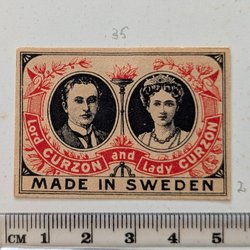 35
Lord CURZON and Lady CURZON
MADE IN SWEDEN
2
CM 1 2 3 4 5